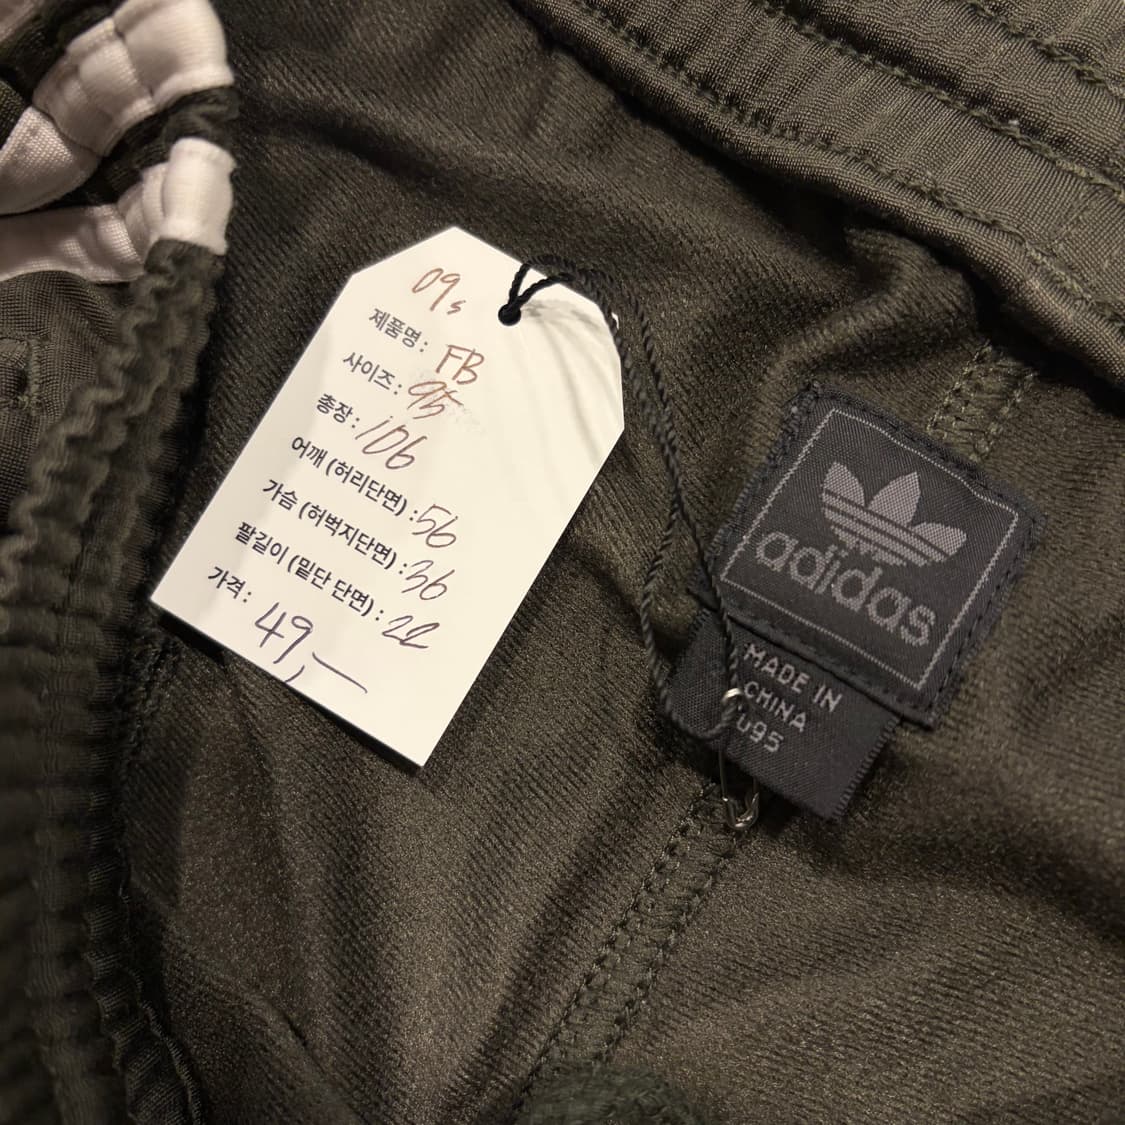 09s
제품명: FB
사이즈: 95
총장: 106
어깨 (허리단면) :56
가슴 (허벅지단면) :36
팔길이 (밑단 단면) : 22
가격:
49,—
adidas
MADE IN
CHINA